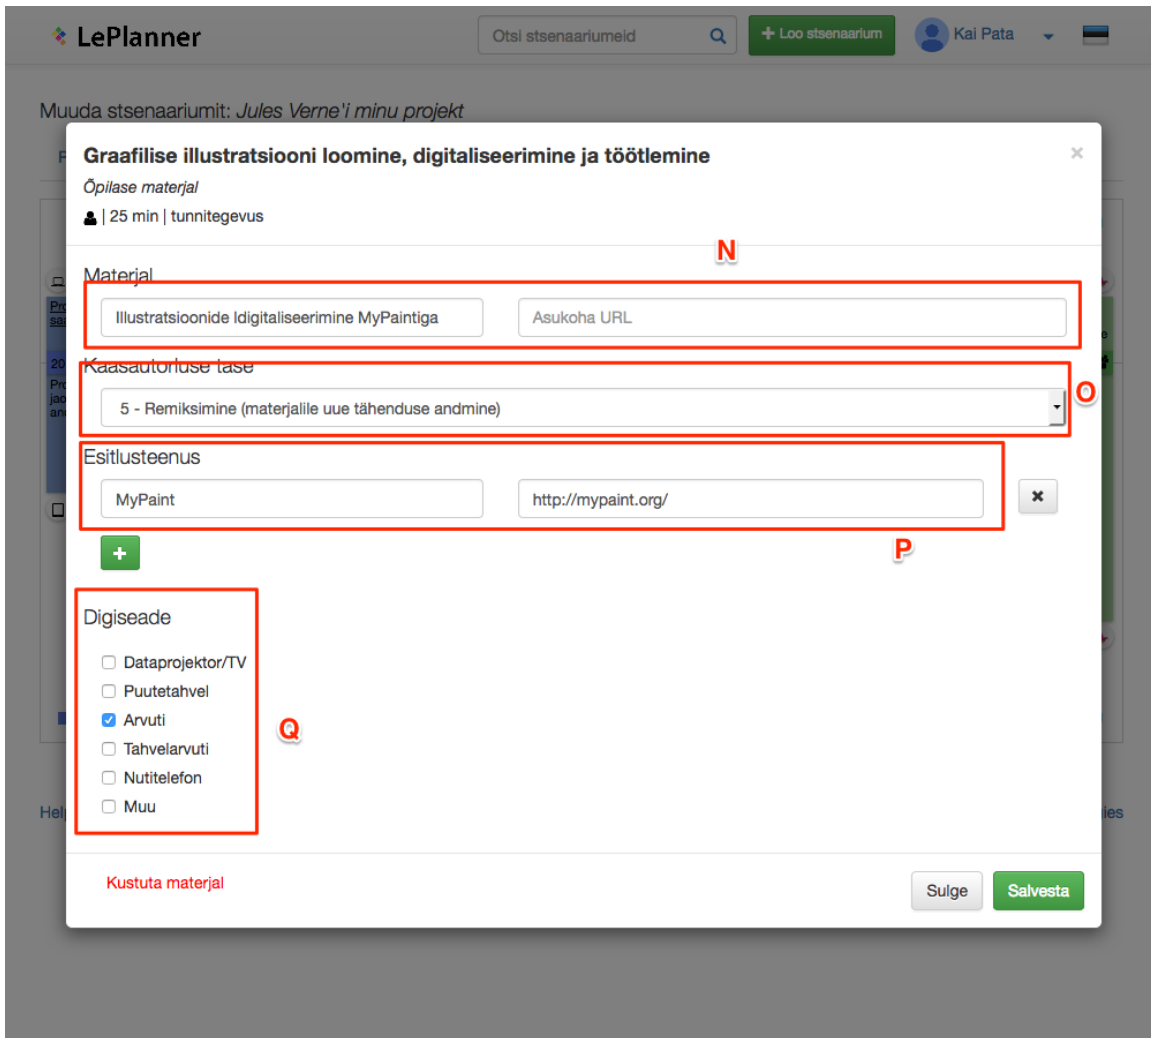 LePlanner
Otsi stsenaariumeid
+ Loo stsenaarium
Kai Pata
Muuda stsenaariumit: Jules Verne'i minu projekt
Graafilise illustratsiooni loomine, digitaliseerimine ja töötlemine
×
Õpilase materjal
| 25 min | tunnitegevus
N
Materjal
Illustratsioonide ldigitaliseerimine MyPaintiga
Asukoha URL
20
Kaasautorluse tase
O
5 - Remiksimine (materjalile uue tähenduse andmine)
Esitlusteenus
MyPaint
http://mypaint.org/
P
+
Digiseade
Dataprojektor/TV
Puutetahvel
Arvuti
Q
Tahvelarvuti
Nutitelefon
Muu
Kustuta materjal
Sulge
Salvesta